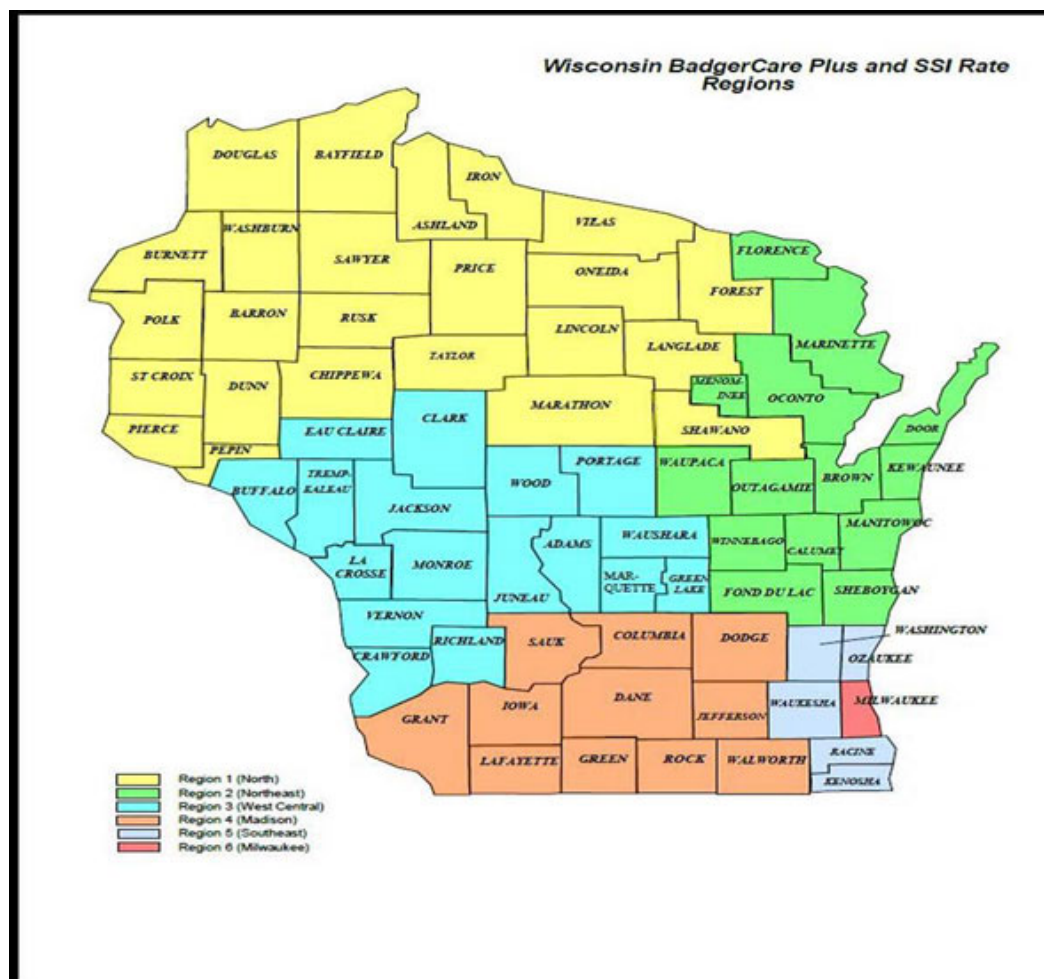 Wisconsin BadgerCare Plus and SSI Rate
Regions
DOUGLAS
BAYFIELD
IRON
ASHLAND
VILAS
WASHBURN
BURNETT
SAWYER
PRICE
ONEIDA
FLORENCE
FOREST
POLK
BARRON
RUSK
LINCOLN
LANGLADE
MARINETTE
TAYLOR
ST CROIX
DUNN
CHIPPEWA
MENOM-
INEE
OCONTO
CLARK
MARATHON
PIERCE
EAU CLAIRE
SHAWANO
DOOR
PEPIN
PORTAGE
WAUPACA
KEWAUNEE
BUFFALO
TREMP-
EALEAU
WOOD
OUTAGAMIE
BROWN
JACKSON
MANITOWOC
WAUSHARA
ADAMS
WINNEBAGO
CALUMET
LA
CROSSE
MONROE
MAR-
QUETTE
GREEN
LAKE
JUNEAU
FOND DU LAC
SHEBOYGAN
VERNON
RICHLAND
SAUK
COLUMBIA
DODGE
WASHINGTON
CRAWFORD
OZAUKEE
DANE
IOWA
WAUKESHA
MILWAUKEE
GRANT
JEFFERSON
LAFAYETTE
GREEN
ROCK
WALWORTH
RACINE
KENOSHA
Region 1 (North)
Region 2 (Northeast)
Region 3 (West Central)
Region 4 (Madison)
Region 5 (Southeast)
Region 6 (Milwaukee)